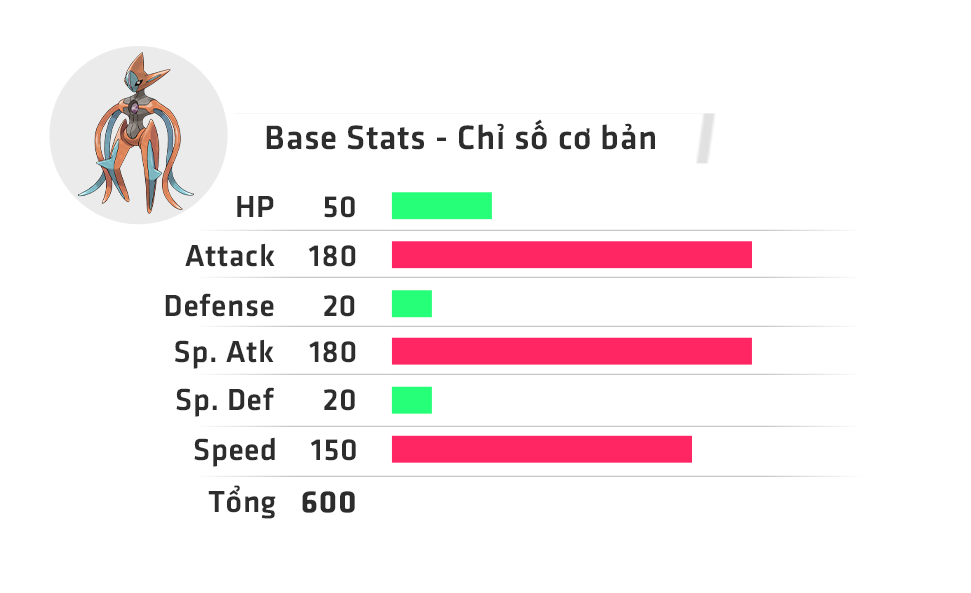 Base Stats - Chỉ số cơ bản
HP 50
Attack 180
Defense 20
Sp. Atk 180
Sp. Def 20
Speed 150
Tổng 600